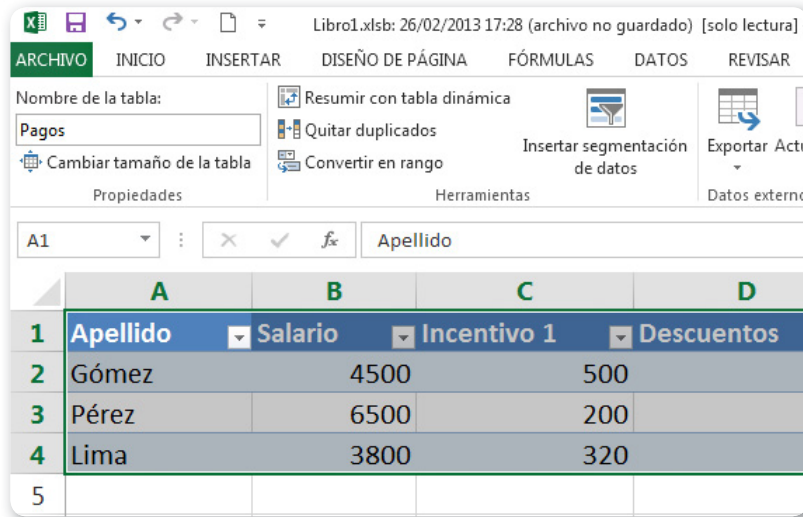 Libro1.xlsb: 26/02/2013 17:28 (archivo no guardado) [solo lectura]
ARCHIVO INICIO INSERTAR DISEÑO DE PÁGINA FÓRMULAS DATOS REVISAR
Nombre de la tabla:
Pagos
Cambiar tamaño de la tabla
Propiedades
Resumir con tabla dinámica
Quitar duplicados
Convertir en rango
Insertar segmentación
de datos
Herramientas
Exportar Actu
Datos externo
A1 fx Apellido
A B C D
1 Apellido Salario Incentivo 1 Descuentos
2 Gómez 4500 500
3 Pérez 6500 200
4 Lima 3800 320
5